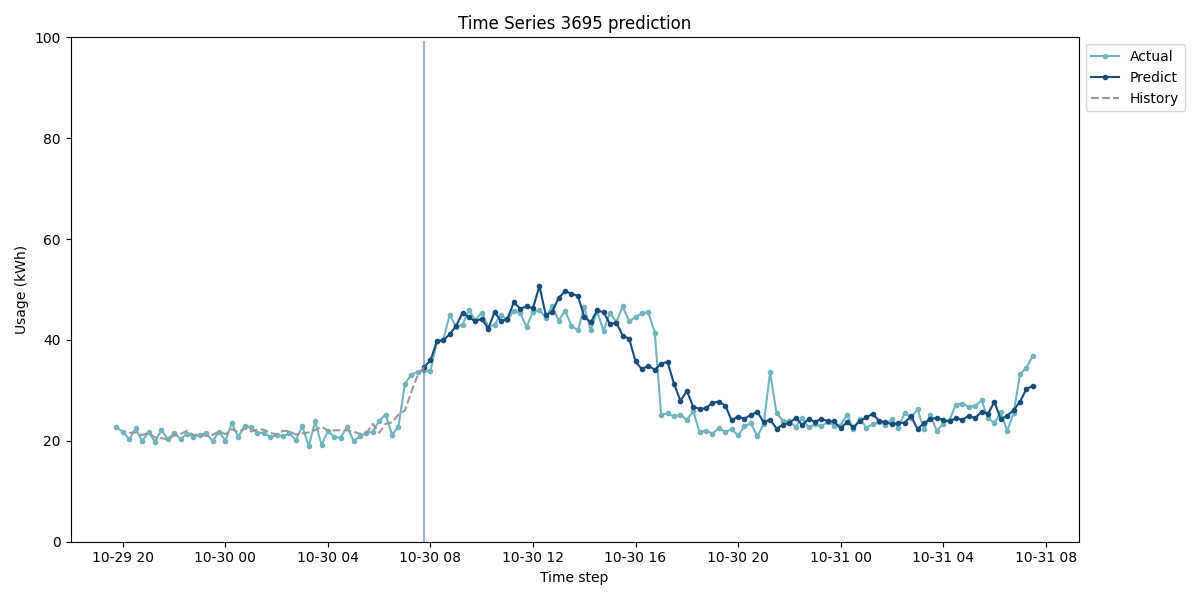 Time Series 3695 prediction
100
80
60
40
20
0
Usage (kWh)
10-29 20
10-30 00
10-30 04
10-30 08
10-30 12
10-30 16
10-30 20
10-31 00
10-31 04
10-31 08
Time step
Actual
Predict
History